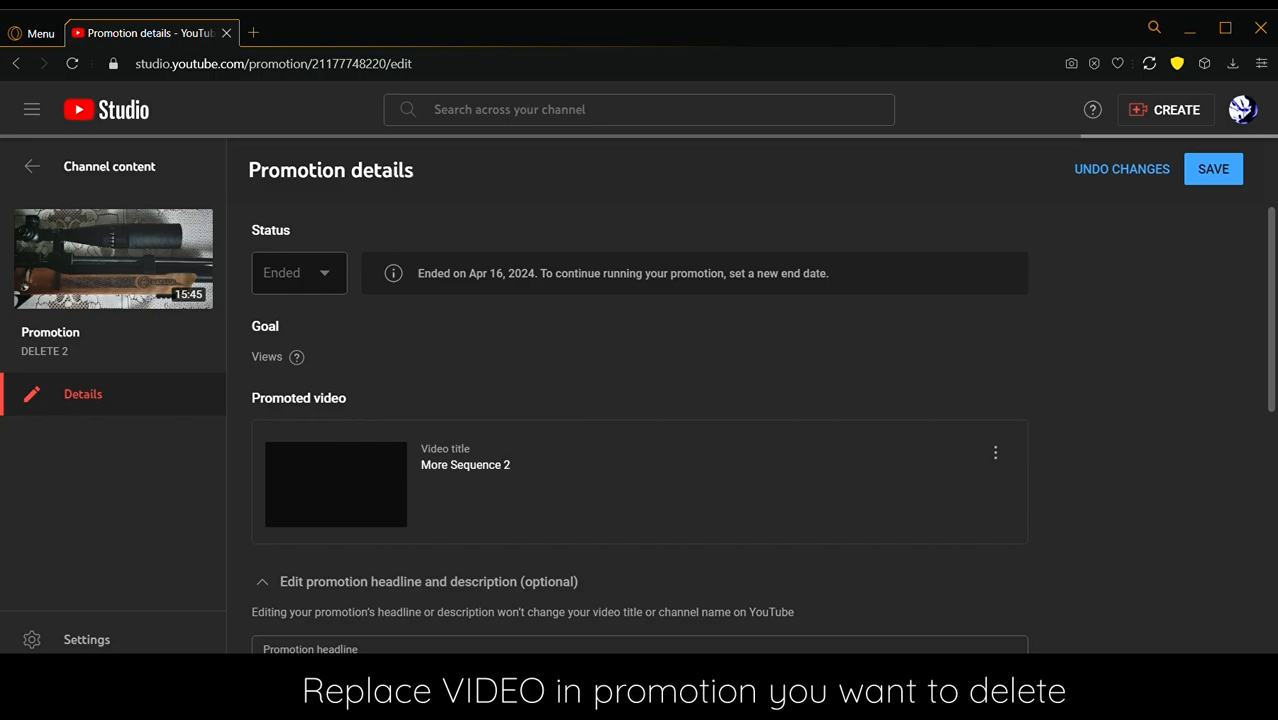 Menu
Promotion details - YouTub
studio.youtube.com/promotion/21177748220/edit
Studio
Search across your channel
CREATE
Channel content
Promotion details
UNDO CHANGES
SAVE
15:45
Status
Ended
Ended on Apr 16, 2024. To continue running your promotion, set a new end date.
Promotion
DELETE 2
Goal
Views
Details
Promoted video
Video title
More Sequence 2
Edit promotion headline and description (optional)
Editing your promotion's headline or description won't change your video title or channel name on YouTube
Settings
Promotion headline
Replace VIDEO in promotion you want to delete